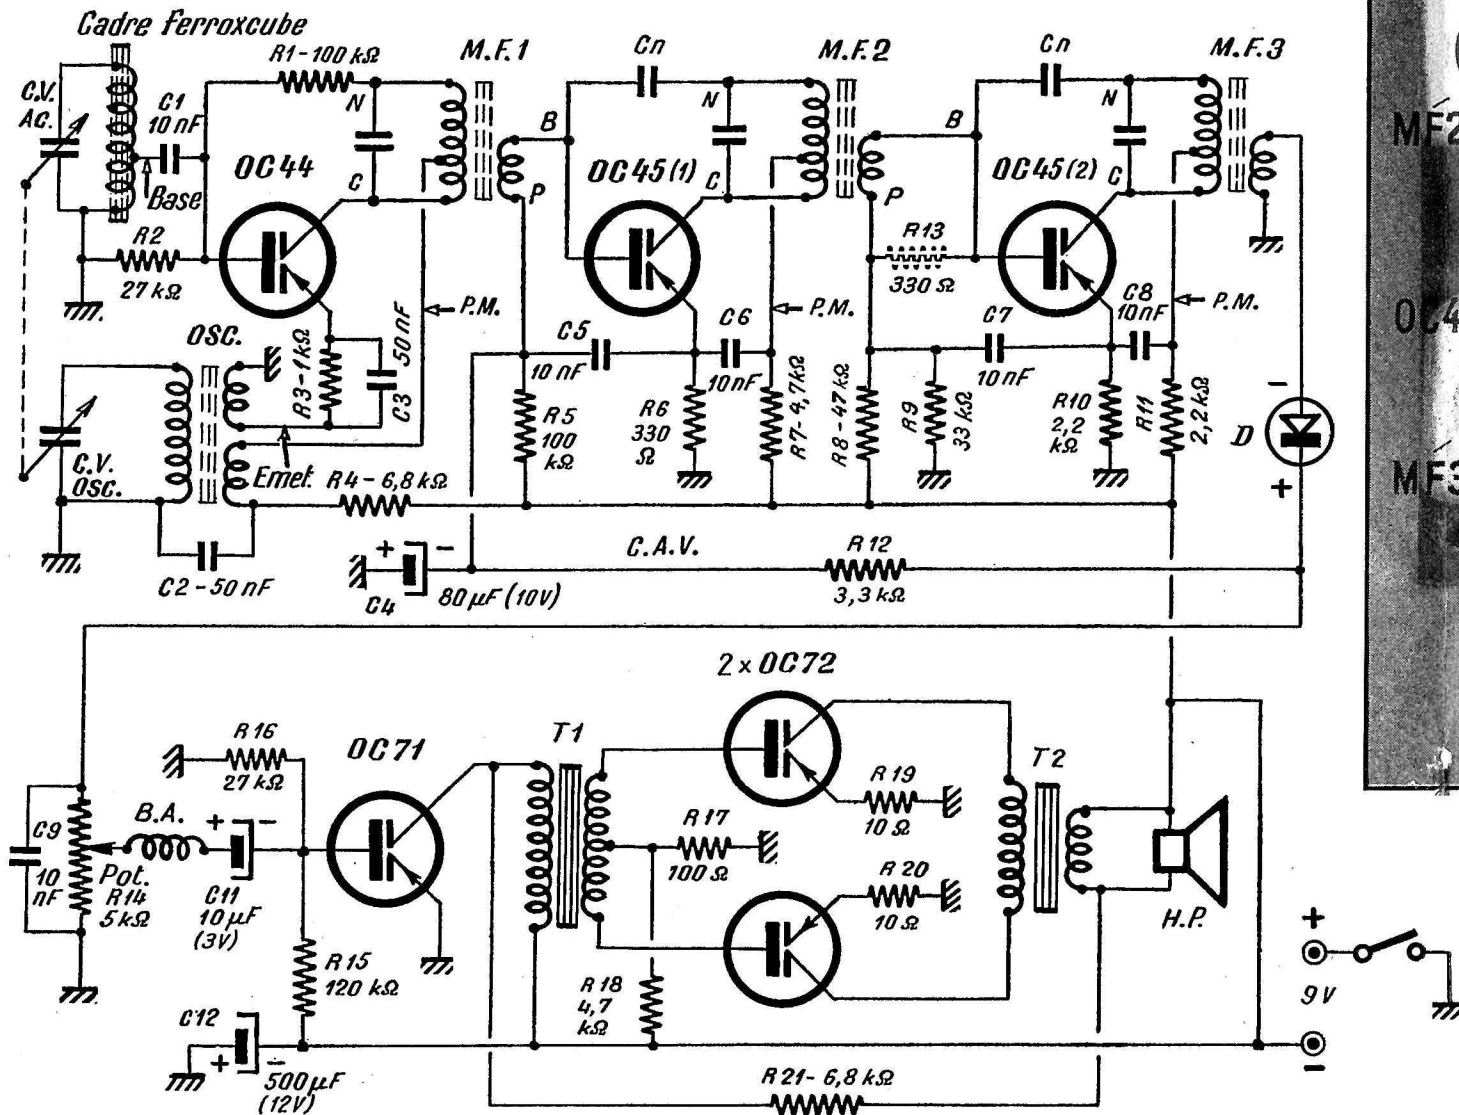 Cadre Ferroxcube
C.V.
AC.
C1
10 nF
Base
R1-100 kΩ
N
C
OC44
R2
27 kΩ
M.F.1
P
B
Cn
N
C
OC45(1)
M.F.2
P
B
Cn
N
C
OC45(2)
M.F.3
R13
330 Ω
P.M.
P.M.
P.M.
OSC.
R3-1kΩ
C3
50 nF
C5
10 nF
C6
10 nF
C7
10 nF
C8
10 nF
C.V.
OSC.
Emet.
R4-6,8 kΩ
R5
100
kΩ
R6
330
Ω
R7-4,7kΩ
R8-47 kΩ
R9
33 kΩ
R10
2,2
kΩ
R11
2,2 kΩ
-
D
+
C2-50 nF
+
-
C4
80 µF (10V)
C.A.V.
R12
3,3 kΩ
2 x OC72
R16
27 kΩ
OC71
T1
T2
C9
10
nF
Pot.
R14
5 kΩ
B.A.
+
-
C11
10 µF
(3V)
R15
120 kΩ
R17
100 Ω
R18
4,7
kΩ
R19
10 Ω
R20
10 Ω
H.P.
+
9V
-
C12
+
-
500 µF
(12V)
R21-6,8 kΩ
MF2
OC4
MF3